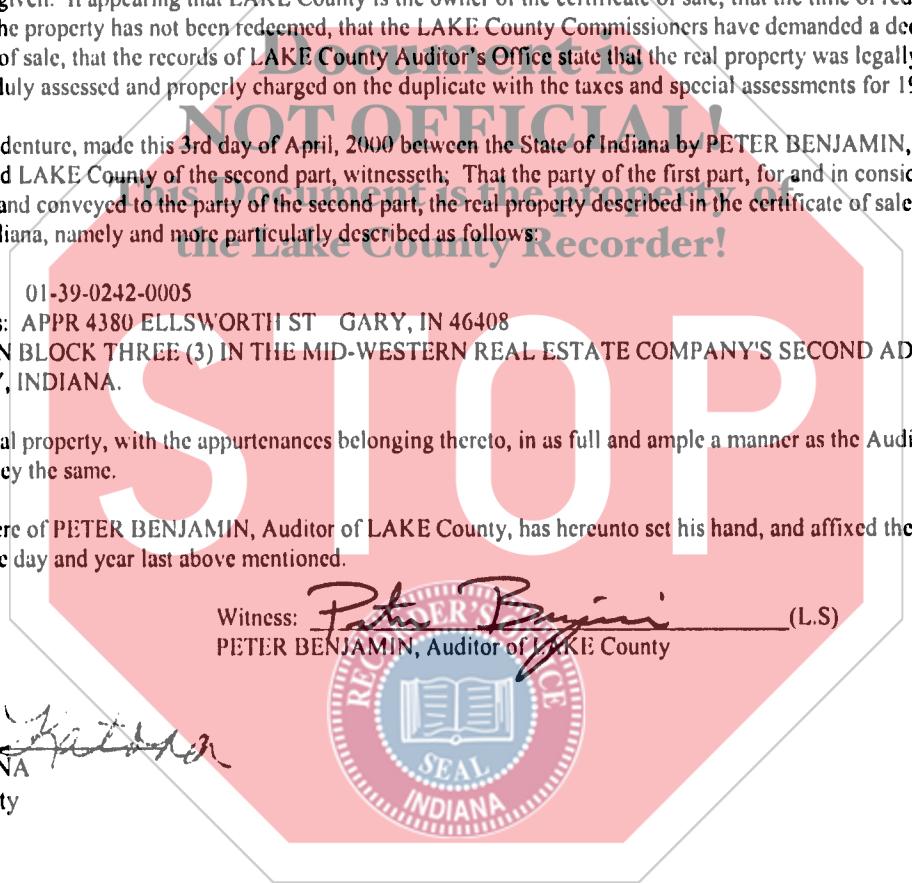 given. It appearing that LAKE County is the owner of the certificate of sale, that the time of red
he property has not been redeemed, that the LAKE County Commissioners have demanded a dee
of sale, that the records of LAKE County Auditor's Office state that the real property was legally
luly assessed and properly charged on the duplicate with the taxes and special assessments for 19
Document is
NOT OFFICIAL!
This Document is the property of
the Lake County Recorder!
denture, made this 3rd day of April, 2000 between the State of Indiana by PETER BENJAMIN,
d LAKE County of the second part, witnesseth; That the party of the first part, for and in consid
and conveyed to the party of the second part, the real property described in the certificate of sale
liana, namely and more particularly described as follows:
01-39-0242-0005
s: APPR 4380 ELLSWORTH ST GARY, IN 46408
N BLOCK THREE (3) IN THE MID-WESTERN REAL ESTATE COMPANY'S SECOND AD
Y, INDIANA.
STOP
al property, with the appurtenances belonging thereto, in as full and ample a manner as the Audi
ey the same.
ere of PETER BENJAMIN, Auditor of LAKE County, has hereunto set his hand, and affixed the
e day and year last above mentioned.
Witness: Peter Benjamin (L.S)
PETER BENJAMIN, Auditor of LAKE County
RECORDER'S OFFICE
SEAL
INDIANA
NA
ty